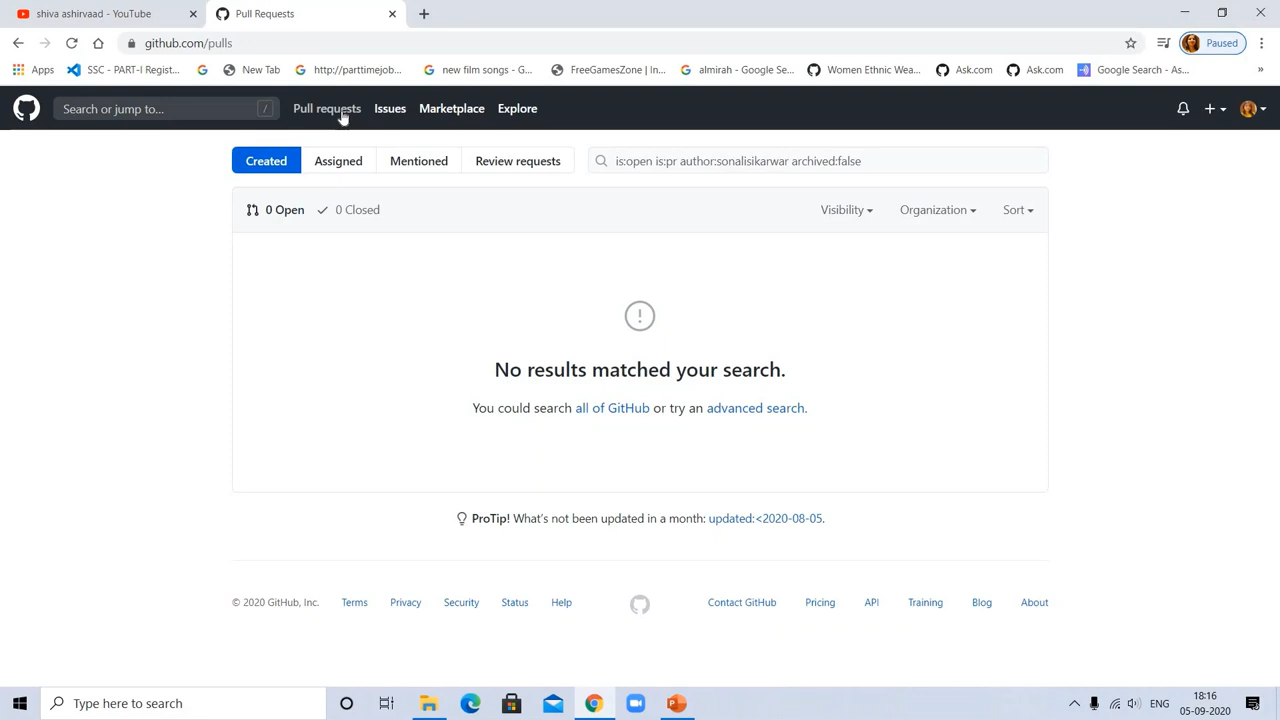 shiva ashirvaad - YouTube
Pull Requests
github.com/pulls
Paused
Apps
SSC - PART-I Regist...
New Tab
http://parttimejob...
new film songs - G...
FreeGamesZone | In...
almirah - Google Se...
Women Ethnic Wea...
Ask.com
Ask.com
Google Search - As...
»
Search or jump to... /
Pull requests Issues Marketplace Explore
Created Assigned Mentioned Review requests
is:open is:pr author:sonalisikarwar archived:false
0 Open 0 Closed
Visibility Organization Sort
No results matched your search.
You could search all of GitHub or try an advanced search.
ProTip! What's not been updated in a month: updated:<2020-08-05.
© 2020 GitHub, Inc. Terms Privacy Security Status Help Contact GitHub Pricing API Training Blog About
Type here to search
ENG
18:16
05-09-2020